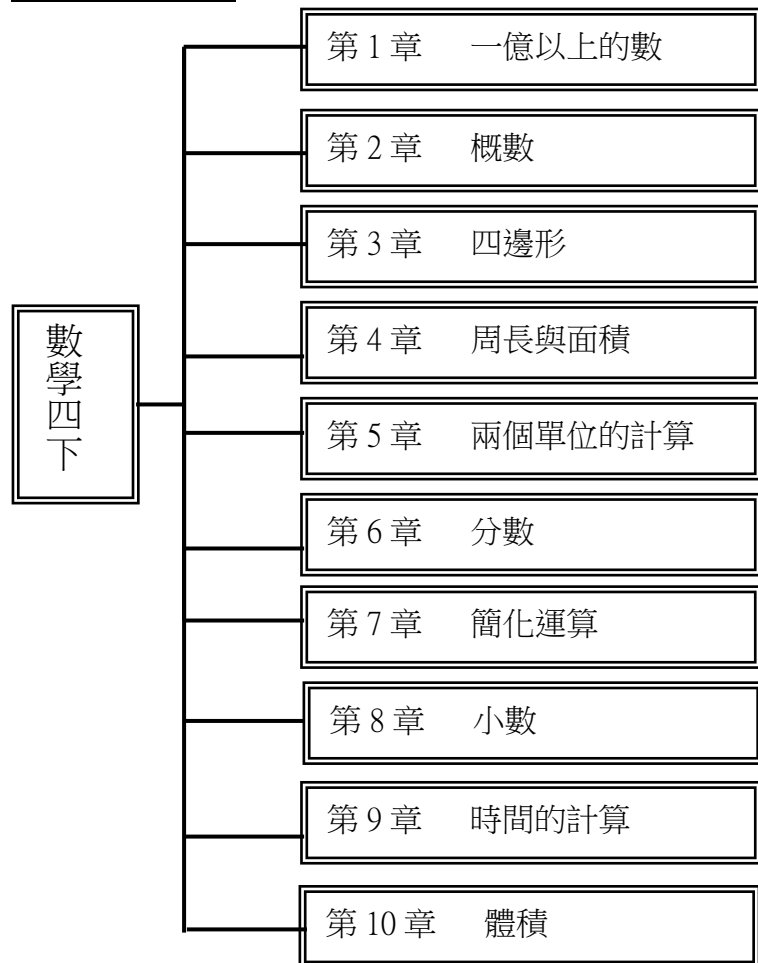 數學四下
第 1 章 一億以上的數
第 2 章 概數
第 3 章 四邊形
第 4 章 周長與面積
第 5 章 兩個單位的計算
第 6 章 分數
第 7 章 簡化運算
第 8 章 小數
第 9 章 時間的計算
第 10 章 體積